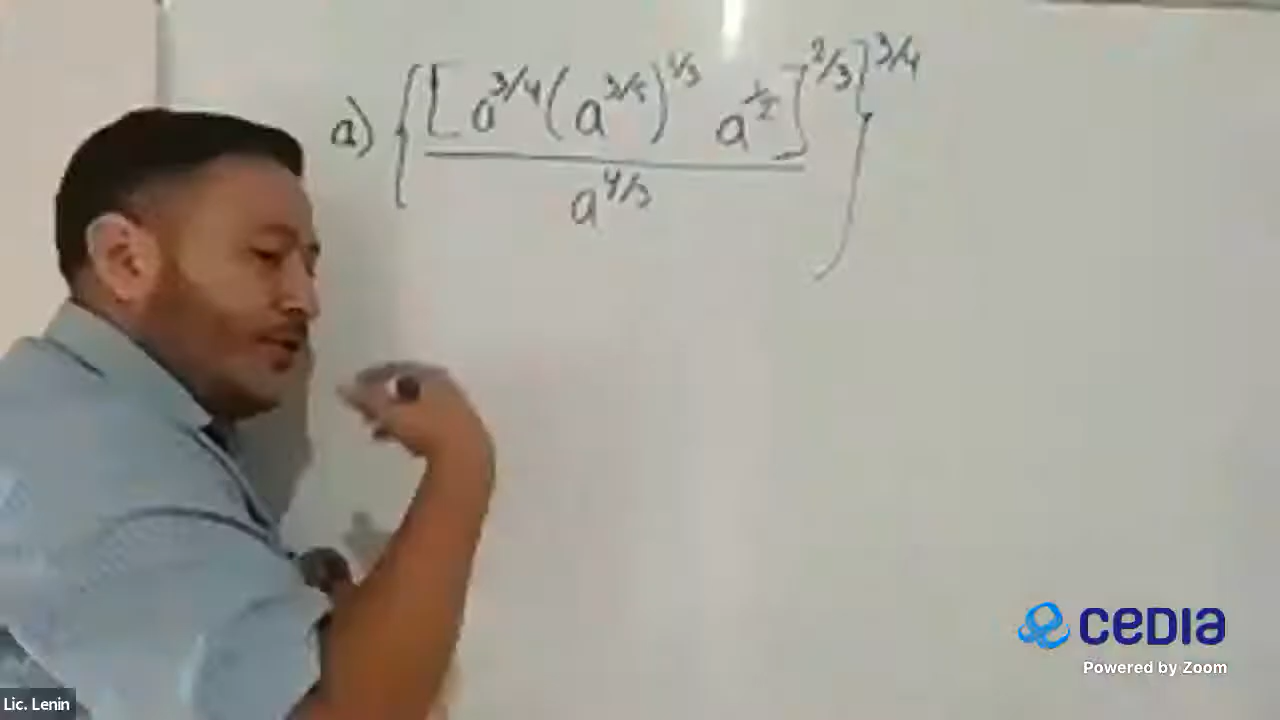 a) { [ a^3/4 (a^3/5)^1/3 a^1/2 ]^2/3 }^3/4
a^4/3
CEDIA
Powered by Zoom
Lic. Lenin